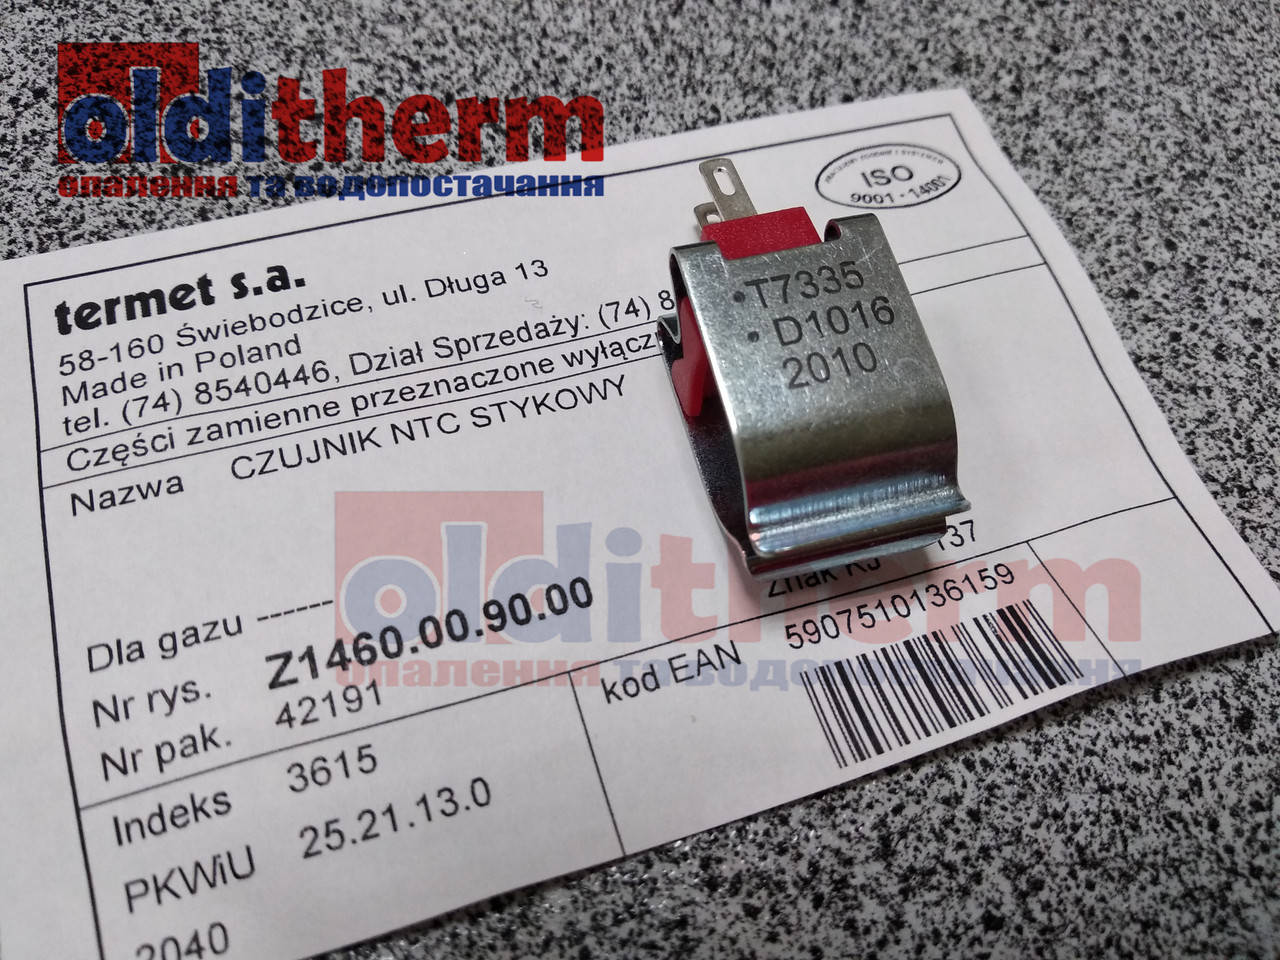 olditherm
опалення та водопостачання
ISO
9001 - 14001
termet s.a.
58-160 Świebodzice, ul. Długa 13
Made in Poland
tel. (74) 8540446, Dział Sprzedaży: (74) 8
Części zamienne przeznaczone wyłącz
Nazwa CZUJNIK NTC STYKOWY
T7335
D1016
2010
olditherm
опалення та водопостачання
Dla gazu ------
Nr rys. Z1460.00.90.00
Nr pak. 42191
Znak KJ 137
kod EAN 5907510136159
Indeks 3615
PKWiU 25.21.13.0
2040